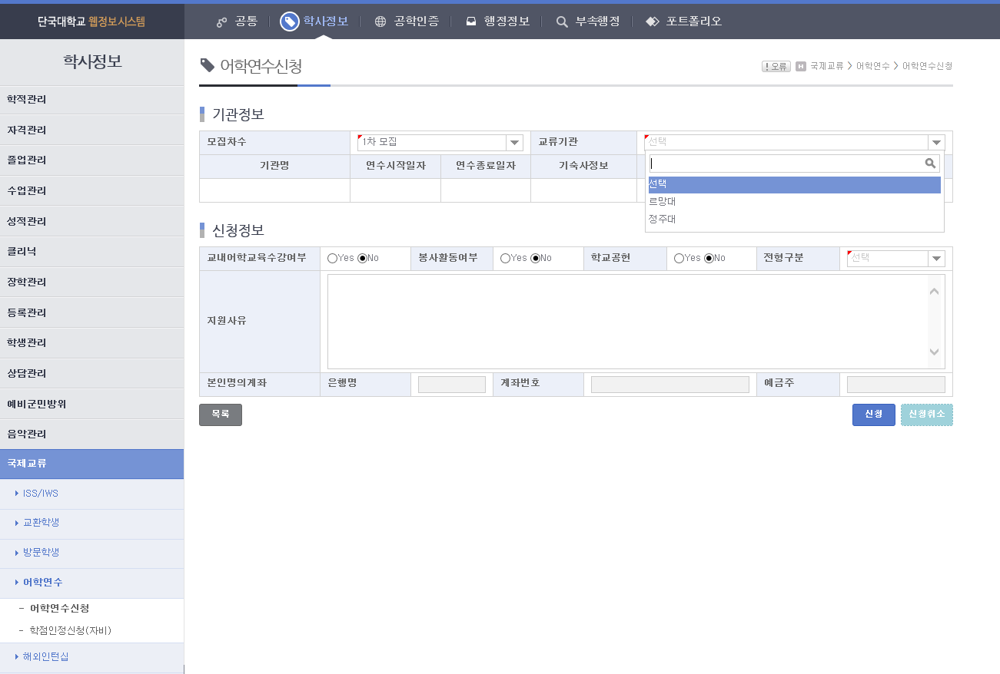 단국대학교 웹정보시스템
공통 학사정보 공학인증 행정정보 부속행정 포트폴리오
학사정보
학적관리
자격관리
졸업관리
수업관리
성적관리
클리닉
장학관리
등록관리
학생관리
상담관리
예비군민방위
음악관리
국제교류
ISS/IWS
교환학생
방문학생
어학연수
- 어학연수신청
- 학점인정신청(자비)
해외인턴십
어학연수신청
! 오류 H 국제교류 > 어학연수 > 어학연수신청
기관정보
모집차수 1차 모집 교류기관 선택
기관명 연수시작일자 연수종료일자 기숙사정보
선택
르망대
정주대
신청정보
교내어학교육수강여부 Yes No 봉사활동여부 Yes No 학교공헌 Yes No 전형구분 선택
지원사유
본인명의계좌 은행명 계좌번호 예금주
목록 신청 신청취소